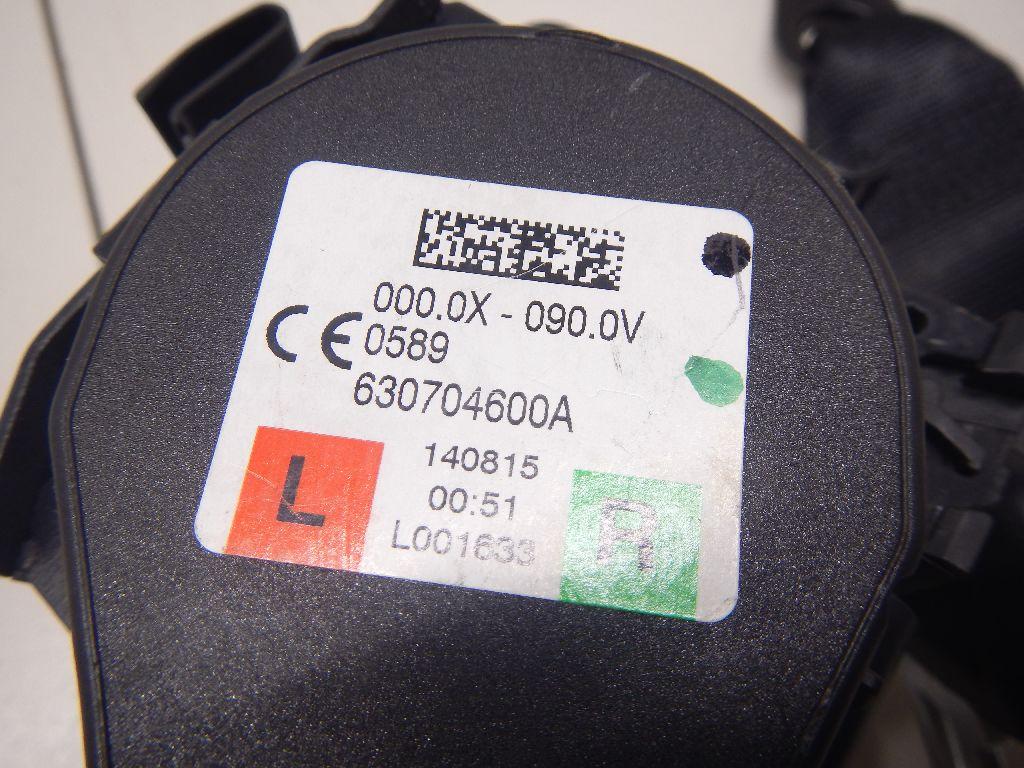 000.0X - 090.0V
CE 0589
630704600A
140815
00:51
L001633
L
R